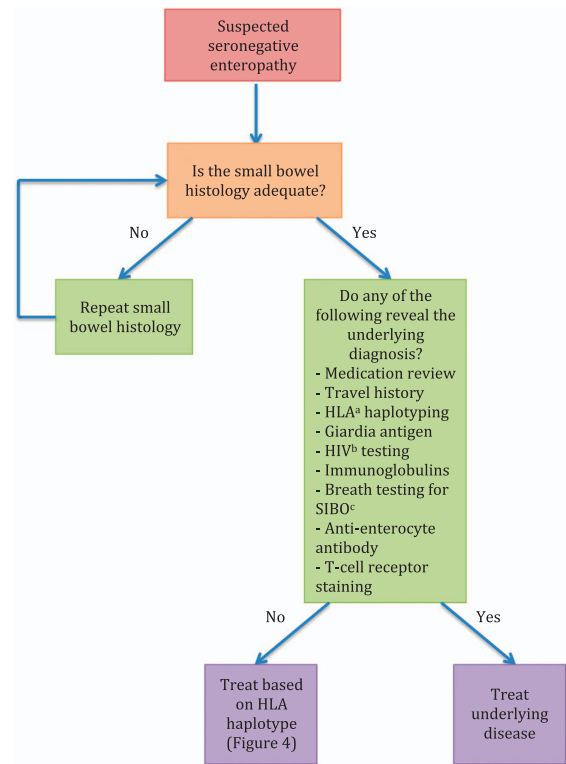 Suspected
seronegative
enteropathy
Is the small bowel
histology adequate?
No
Yes
Repeat small
bowel histology
Do any of the
following reveal the
underlying
diagnosis?
- Medication review
- Travel history
- HLAᵃ haplotyping
- Giardia antigen
- HIVᵇ testing
- Immunoglobulins
- Breath testing for
SIBOᶜ
- Anti-enterocyte
antibody
- T-cell receptor
staining
No
Yes
Treat based
on HLA
haplotype
(Figure 4)
Treat
underlying
disease